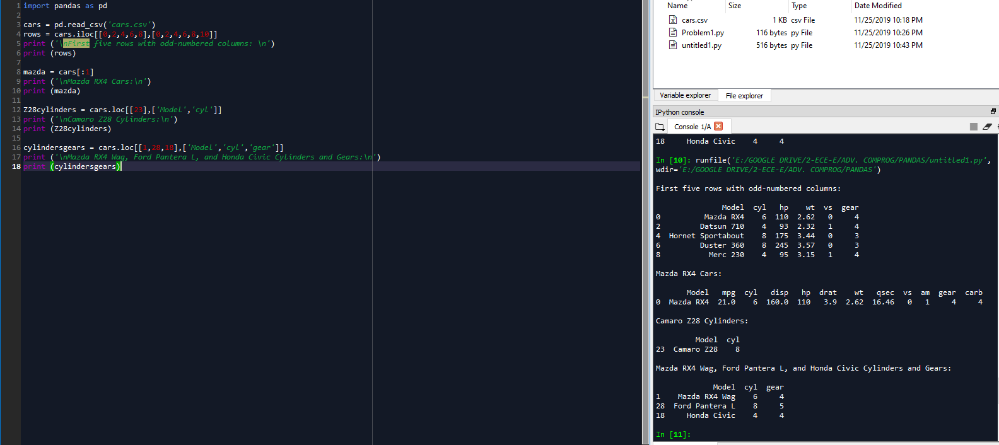 1 import pandas as pd
2
3 cars = pd.read_csv('cars.csv')
4 rows = cars.iloc[[0,2,4,6,8],[0,2,4,6,8,10]]
5 print ('\nFirst five rows with odd-numbered columns: \n')
6 print (rows)
7
8 mazda = cars[:1]
9 print ('\nMazda RX4 Cars:\n')
10 print (mazda)
11
12 Z28cylinders = cars.loc[[23],['Model','cyl']]
13 print ('\nCamaro Z28 Cylinders:\n')
14 print (Z28cylinders)
15
16 cylindersgears = cars.loc[[1,28,18],['Model','cyl','gear']]
17 print ('\nMazda RX4 Wag, Ford Pantera L, and Honda Civic Cylinders and Gears:\n')
18 print (cylindersgears)
Name Size Type Date Modified
cars.csv 1 KB csv File 11/25/2019 10:18 PM
Problem1.py 116 bytes py File 11/25/2019 10:26 PM
untitled1.py 516 bytes py File 11/25/2019 10:43 PM
Variable explorer File explorer
IPython console
Console 1/A
18 Honda Civic 4 4
In [10]: runfile('E:/GOOGLE DRIVE/2-ECE-E/ADV. COMPROG/PANDAS/untitled1.py',
wdir='E:/GOOGLE DRIVE/2-ECE-E/ADV. COMPROG/PANDAS')
First five rows with odd-numbered columns:
Model cyl hp wt vs gear
0 Mazda RX4 6 110 2.62 0 4
2 Datsun 710 4 93 2.32 1 4
4 Hornet Sportabout 8 175 3.44 0 3
6 Duster 360 8 245 3.57 0 3
8 Merc 230 4 95 3.15 1 4
Mazda RX4 Cars:
Model mpg cyl disp hp drat wt qsec vs am gear carb
0 Mazda RX4 21.0 6 160.0 110 3.9 2.62 16.46 0 1 4 4
Camaro Z28 Cylinders:
Model cyl
23 Camaro Z28 8
Mazda RX4 Wag, Ford Pantera L, and Honda Civic Cylinders and Gears:
Model cyl gear
1 Mazda RX4 Wag 6 4
28 Ford Pantera L 8 5
18 Honda Civic 4 4
In [11]: